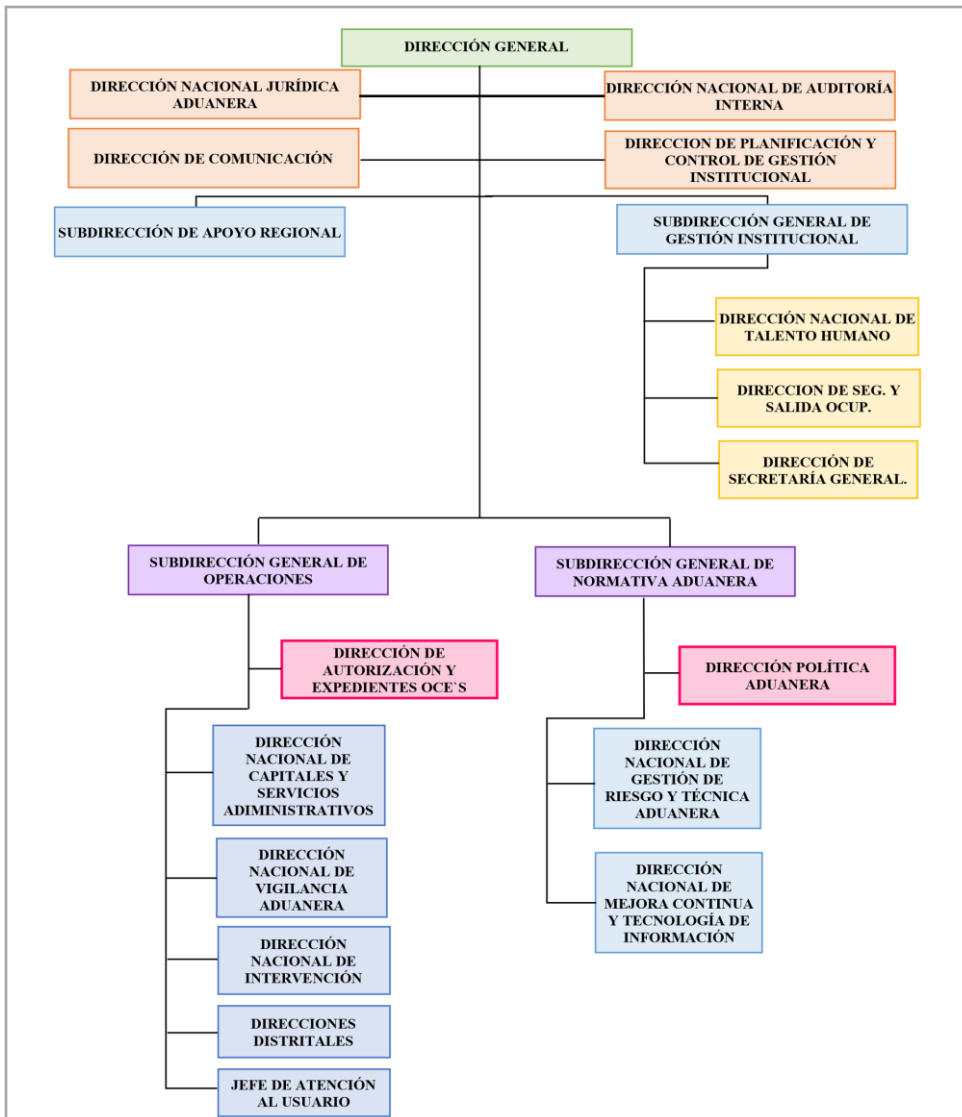 DIRECCIÓN GENERAL
DIRECCIÓN NACIONAL JURÍDICA
ADUANERA
DIRECCIÓN NACIONAL DE AUDITORÍA
INTERNA
DIRECCIÓN DE COMUNICACIÓN
DIRECCION DE PLANIFICACIÓN Y
CONTROL DE GESTIÓN
INSTITUCIONAL
SUBDIRECCIÓN DE APOYO REGIONAL
SUBDIRECCIÓN GENERAL DE
GESTIÓN INSTITUCIONAL
DIRECCIÓN NACIONAL DE
TALENTO HUMANO
DIRECCION DE SEG. Y
SALIDA OCUP.
DIRECCIÓN DE
SECRETARÍA GENERAL.
SUBDIRECCIÓN GENERAL DE
OPERACIONES
DIRECCIÓN DE
AUTORIZACIÓN Y
EXPEDIENTES OCE`S
DIRECCIÓN
NACIONAL DE
CAPITALES Y
SERVICIOS
ADIMINISTRATIVOS
DIRECCIÓN
NACIONAL DE
VIGILANCIA
ADUANERA
DIRECCIÓN
NACIONAL DE
INTERVENCIÓN
DIRECCIONES
DISTRITALES
JEFE DE ATENCIÓN
AL USUARIO
SUBDIRECCIÓN GENERAL DE
NORMATIVA ADUANERA
DIRECCIÓN POLÍTICA
ADUANERA
DIRECCIÓN
NACIONAL DE
GESTIÓN DE
RIESGO Y TÉCNICA
ADUANERA
DIRECCIÓN
NACIONAL DE
MEJORA CONTINUA
Y TECNOLOGÍA DE
INFORMACIÓN